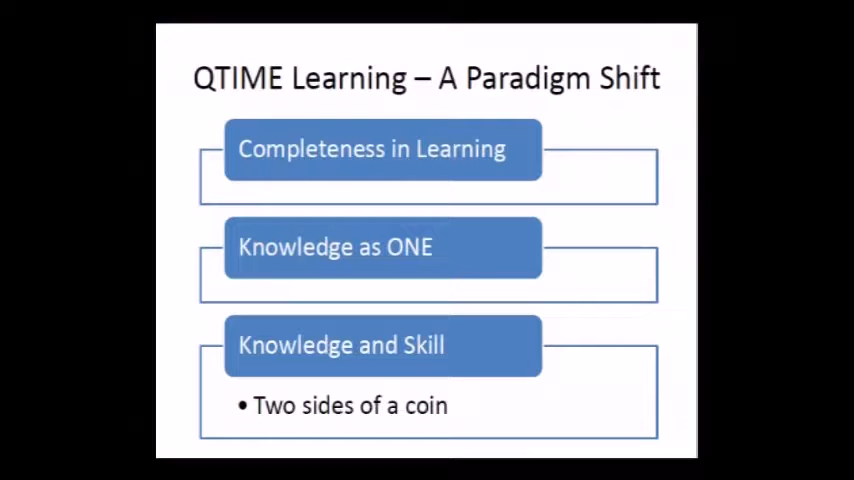 QTIME Learning – A Paradigm Shift
Completeness in Learning
Knowledge as ONE
Knowledge and Skill
• Two sides of a coin